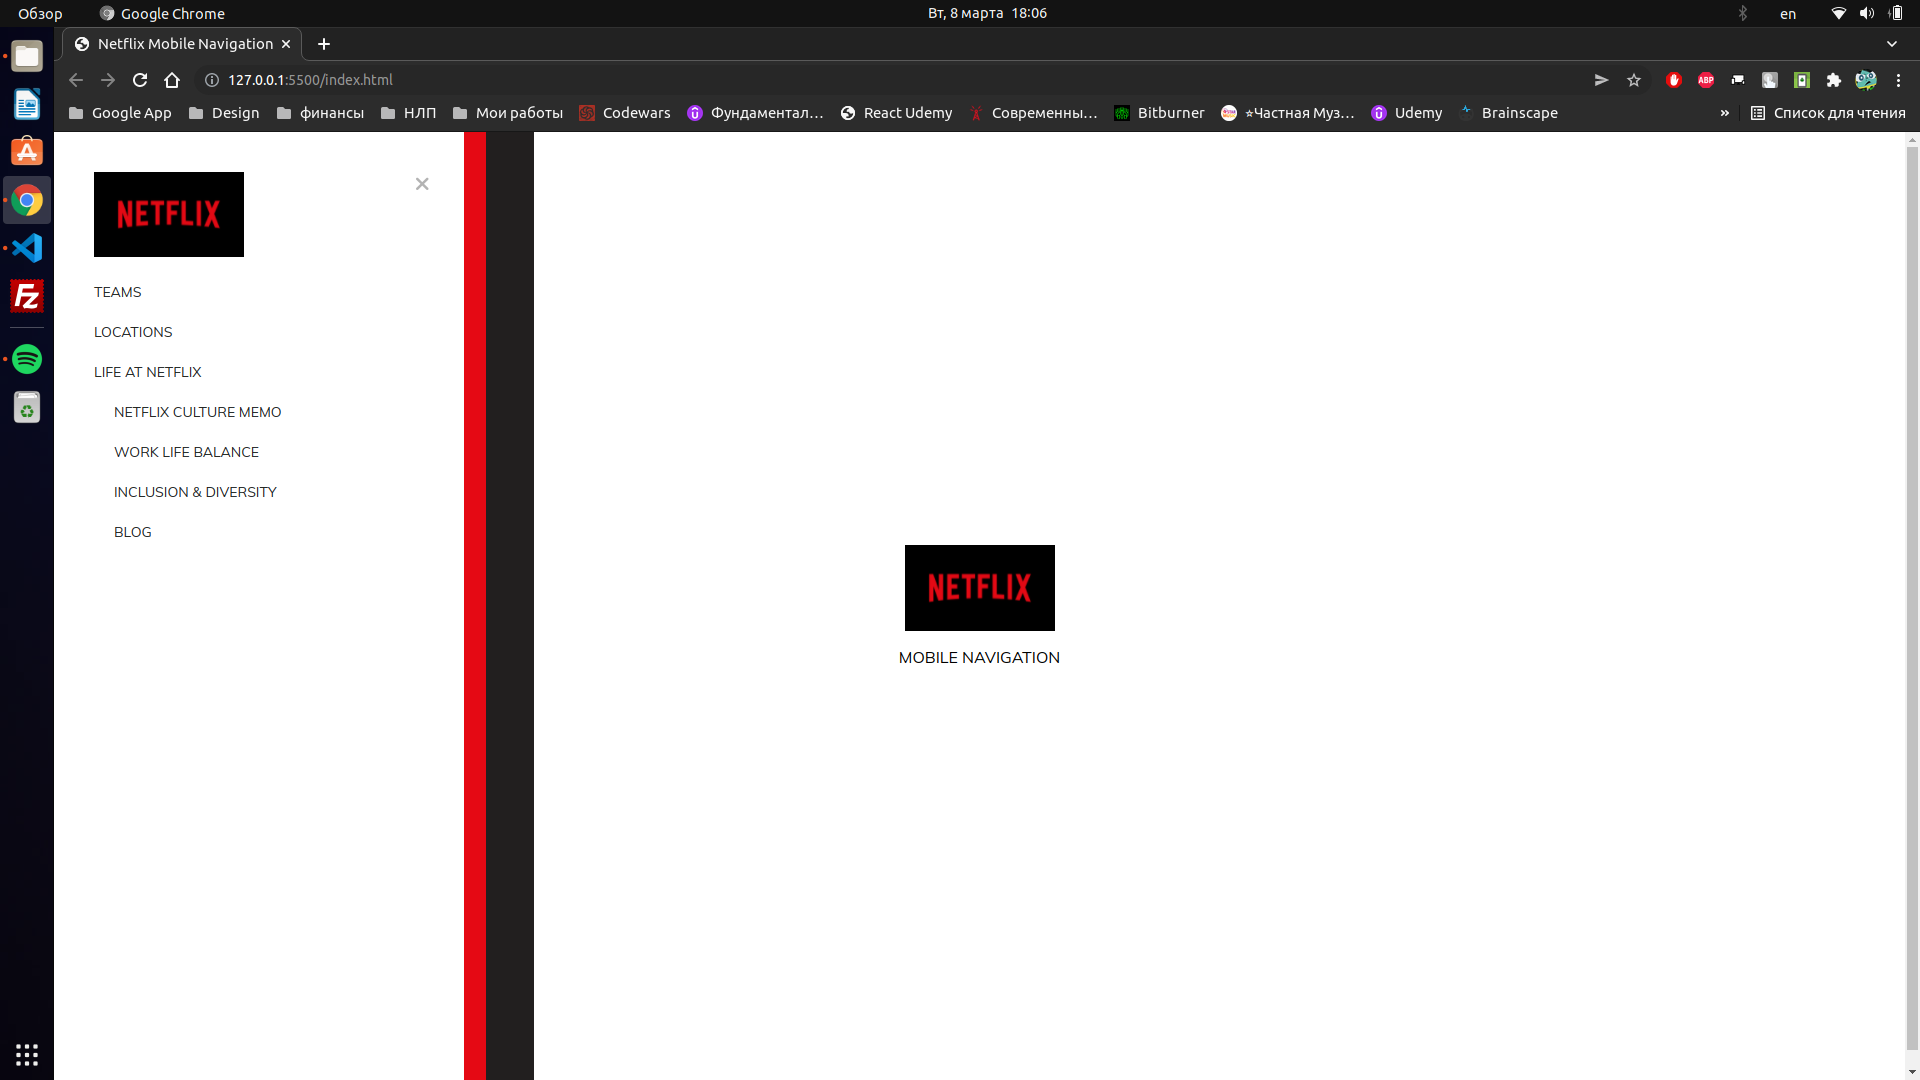 Обзор
Google Chrome
Вт, 8 марта 18:06
en
Netflix Mobile Navigation
127.0.0.1:5500/index.html
ABP
Google App
Design
финансы
НЛП
Мои работы
Codewars
Фундаментал…
React Udemy
Современны…
Bitburner
⭐Частная Муз…
Udemy
Brainscape
»
Список для чтения
NETFLIX
TEAMS
LOCATIONS
LIFE AT NETFLIX
NETFLIX CULTURE MEMO
WORK LIFE BALANCE
INCLUSION & DIVERSITY
BLOG
NETFLIX
MOBILE NAVIGATION
Fz